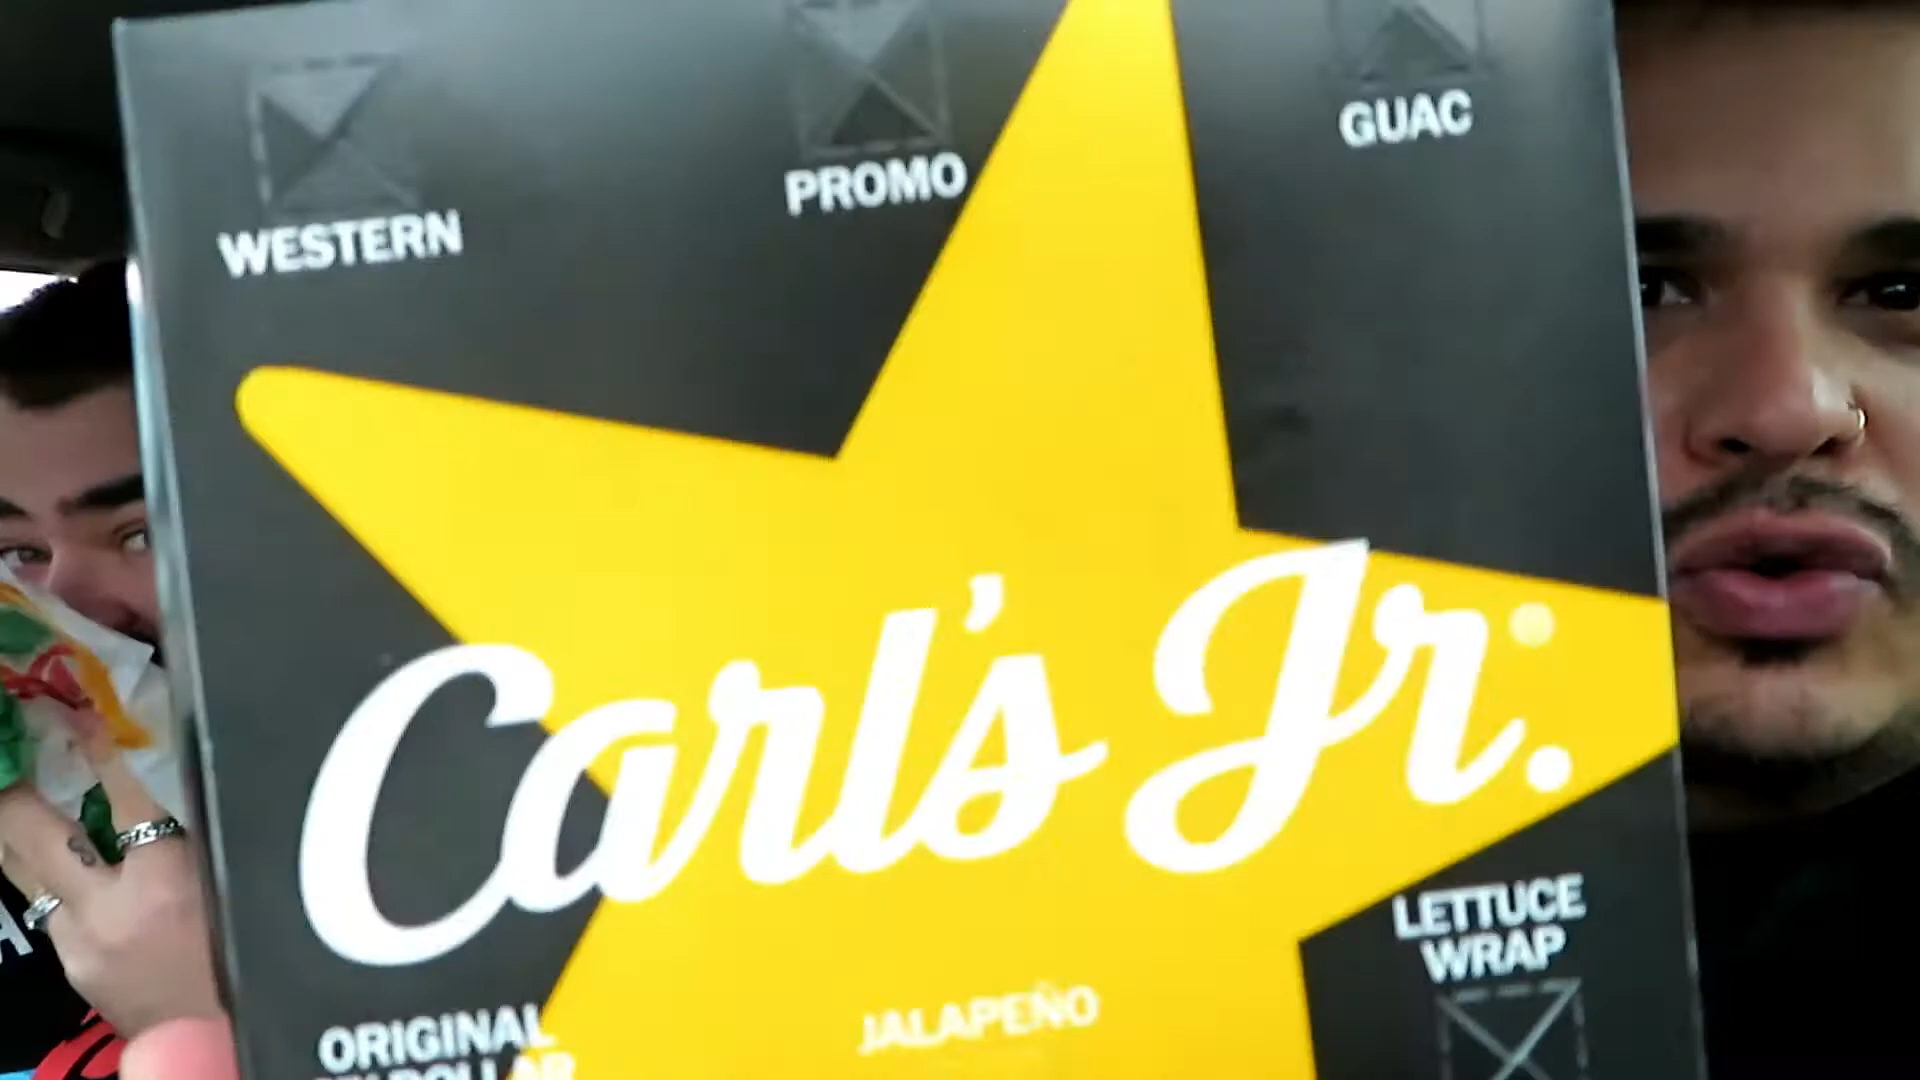 WESTERN
PROMO
GUAC
Carl's Jr.
LETTUCE
WRAP
ORIGINAL
JALAPEÑO